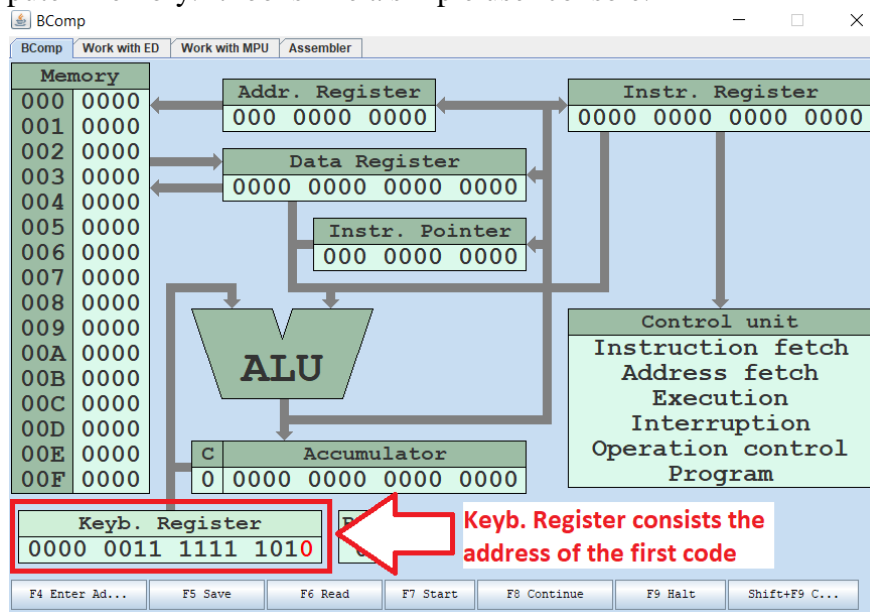 BComp
BComp Work with ED Work with MPU Assembler
Memory
000 0000
001 0000
002 0000
003 0000
004 0000
005 0000
006 0000
007 0000
008 0000
009 0000
00A 0000
00B 0000
00C 0000
00D 0000
00E 0000
00F 0000
Addr. Register
000 0000 0000
Instr. Register
0000 0000 0000 0000
Data Register
0000 0000 0000 0000
Instr. Pointer
000 0000 0000
ALU
Control unit
Instruction fetch
Address fetch
Execution
Interruption
Operation control
Program
C Accumulator
0 0000 0000 0000 0000
Keyb. Register
0000 0011 1111 1010
Keyb. Register consists the
address of the first code
F4 Enter Ad... F5 Save F6 Read F7 Start F8 Continue F9 Halt Shift+F9 C...